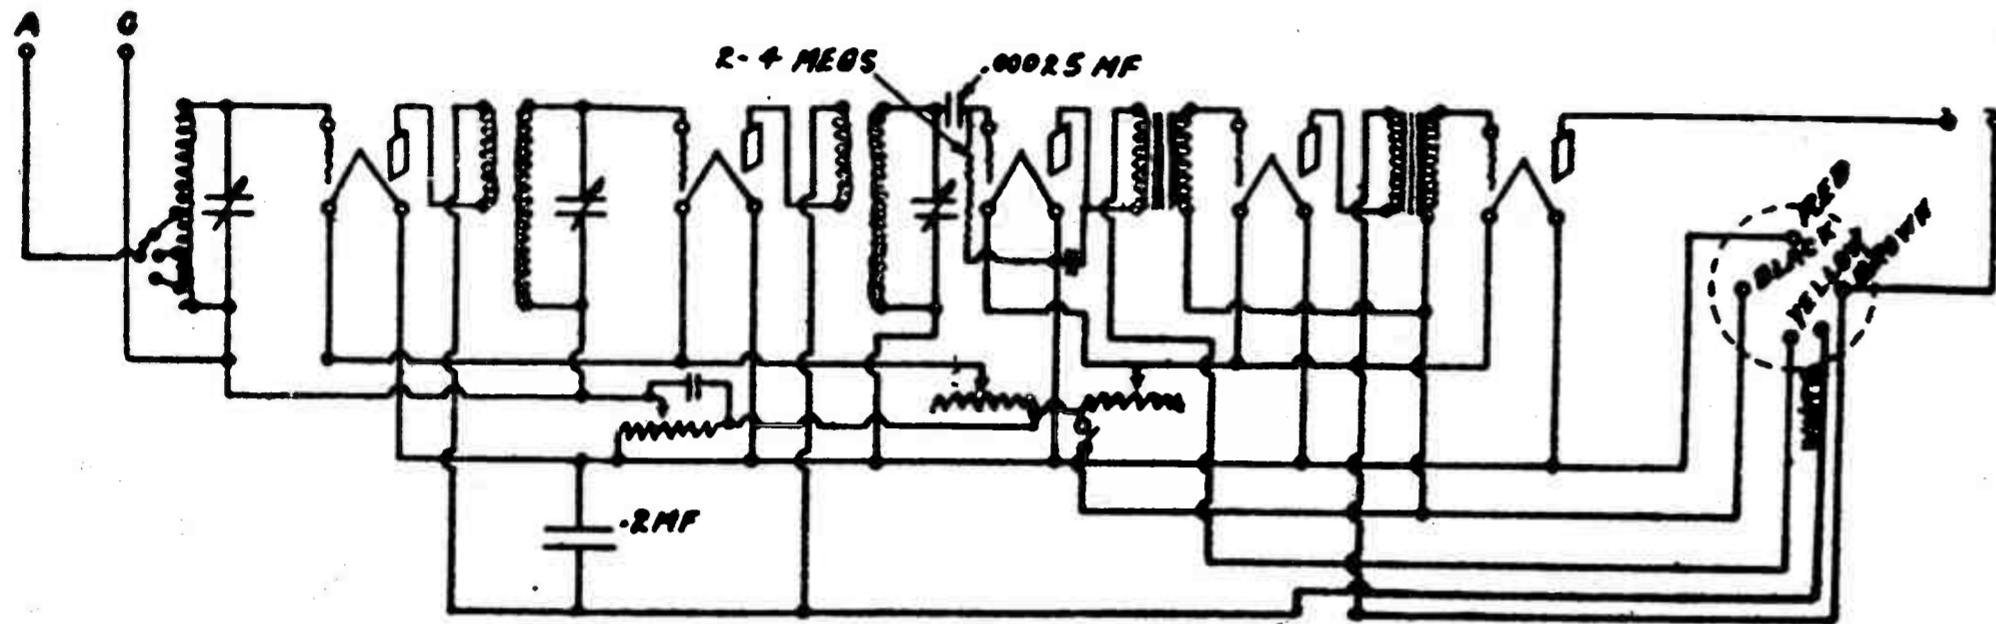 A
G
2-4 MEGS
.00025 MF
RED
BLACK
YELLOW
BROWN
.2MF